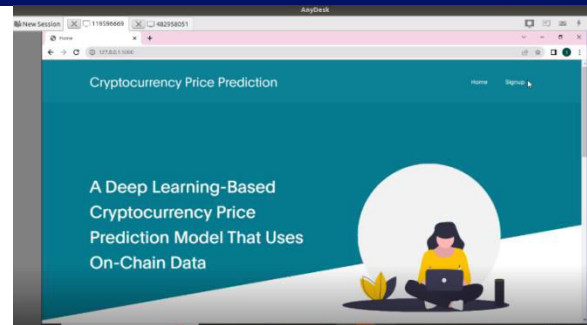 AnyDesk
New Session 119596669 482958051
Home
127.0.0.1:5000
Cryptocurrency Price Prediction
Home Signup
A Deep Learning-Based
Cryptocurrency Price
Prediction Model That Uses
On-Chain Data